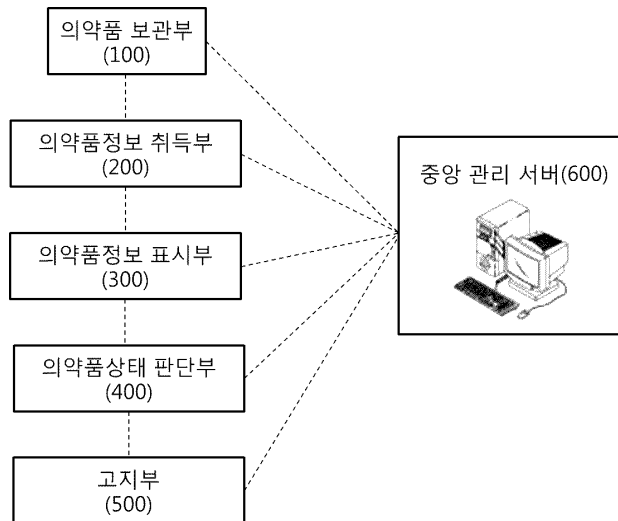 의약품 보관부
(100)
의약품정보 취득부
(200)
중앙 관리 서버(600)
의약품정보 표시부
(300)
의약품상태 판단부
(400)
고지부
(500)